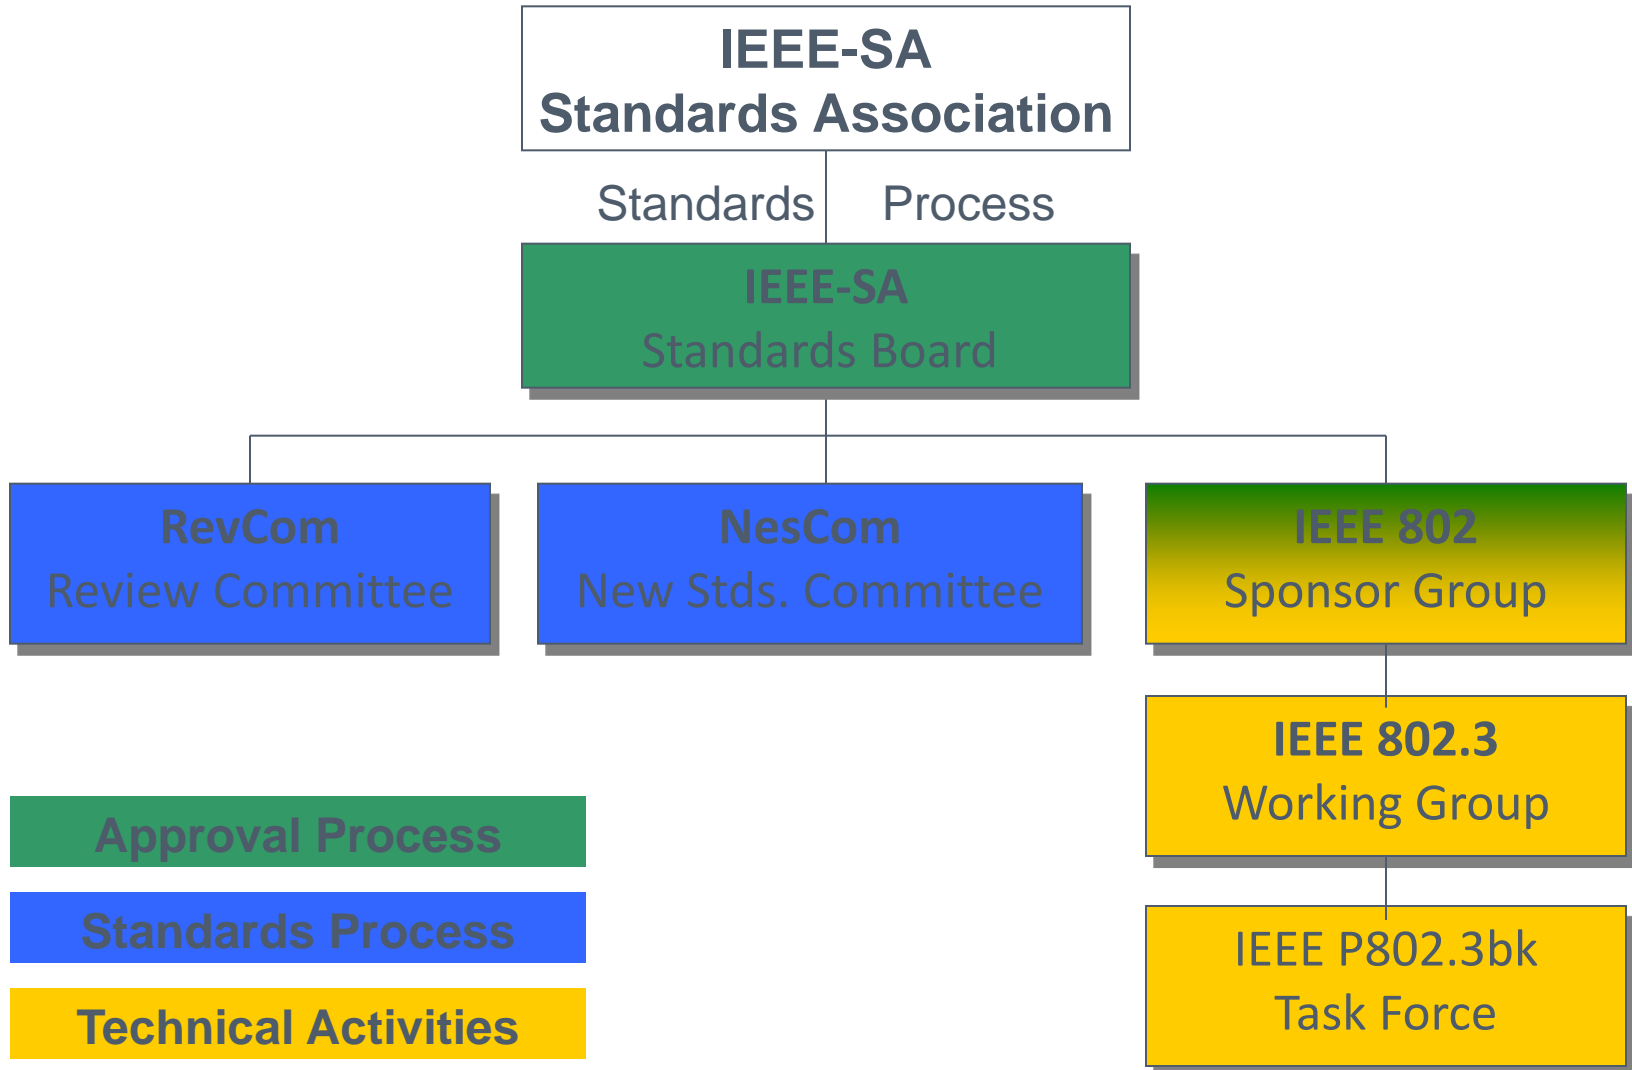 IEEE-SA
Standards Association
Standards Process
IEEE-SA
Standards Board
RevCom
Review Committee
NesCom
New Stds. Committee
IEEE 802
Sponsor Group
IEEE 802.3
Working Group
IEEE P802.3bk
Task Force
Approval Process
Standards Process
Technical Activities